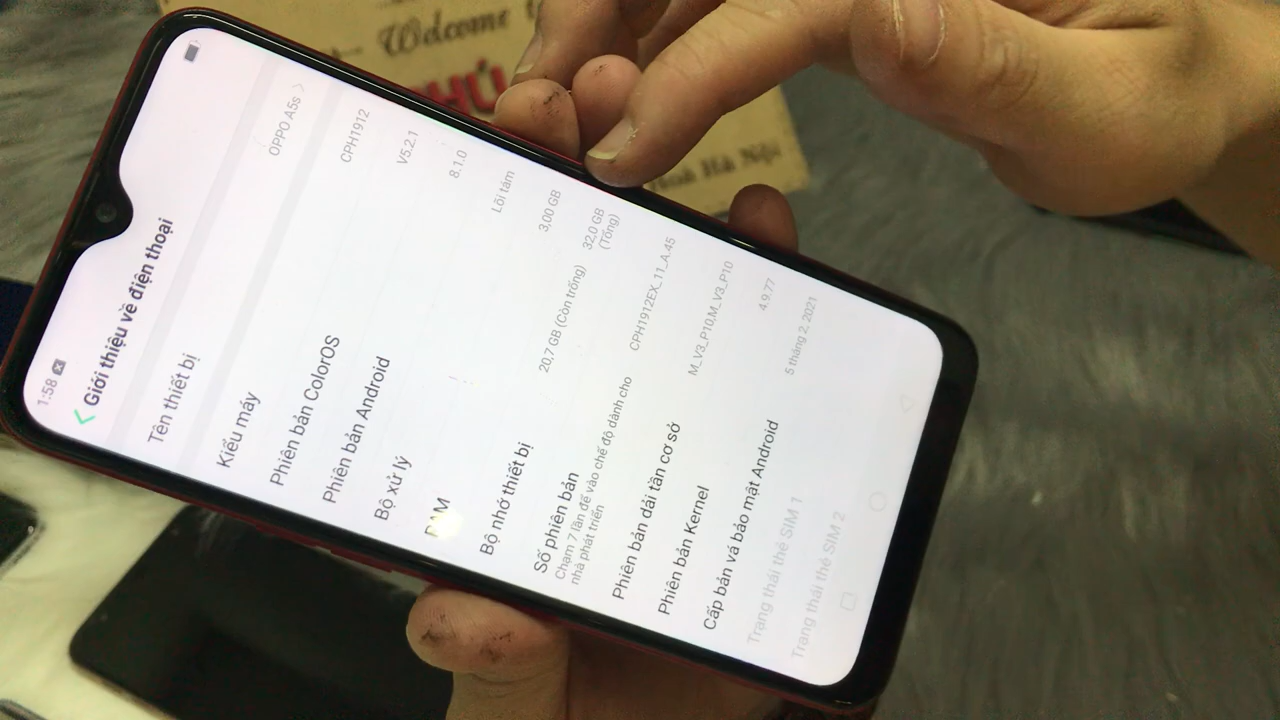 Welcome
HÚ
Hoà Hà Nội
1:58
Giới thiệu về điện thoại
Tên thiết bị OPPO A5s
Kiểu máy CPH1912
Phiên bản ColorOS V5.2.1
Phiên bản Android 8.1.0
Bộ xử lý Lõi tám
RAM 3,00 GB
Bộ nhớ thiết bị 20,7 GB (Còn trống) 32,0 GB
(Tổng)
Số phiên bản CPH1912EX_11_A.45
Chạm 7 lần để vào chế độ dành cho
nhà phát triển
Phiên bản dải tần cơ sở M_V3_P10,M_V3_P10
Phiên bản Kernel 4.9.77
Cấp bản vá bảo mật Android 5 tháng 2, 2021
Trạng thái thẻ SIM 1
Trạng thái thẻ SIM 2